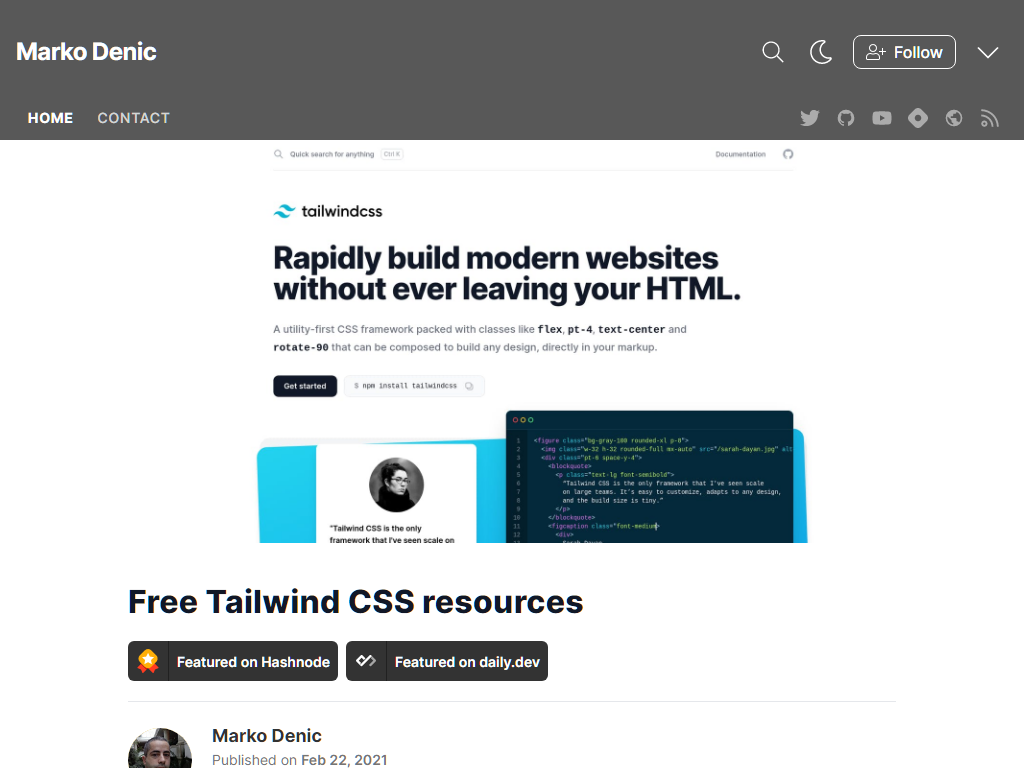 Marko Denic
Follow
HOME CONTACT
Quick search for anything Ctrl K Documentation
tailwindcss
Rapidly build modern websites
without ever leaving your HTML.
A utility-first CSS framework packed with classes like flex, pt-4, text-center and
rotate-90 that can be composed to build any design, directly in your markup.
Get started $ npm install tailwindcss
1 <figure class="bg-gray-100 rounded-xl p-8">
2 <img class="w-32 h-32 rounded-full mx-auto" src="/sarah-dayan.jpg" alt
3 <div class="pt-6 space-y-4">
4 <blockquote>
5 <p class="text-lg font-semibold">
6 "Tailwind CSS is the only framework that I've seen scale
7 on large teams. It's easy to customize, adapts to any design,
8 and the build size is tiny."
9 </p>
10 </blockquote>
11 <figcaption class="font-medium>
12 <div>
"Tailwind CSS is the only
framework that I've seen scale on
Free Tailwind CSS resources
Featured on Hashnode Featured on daily.dev
Marko Denic
Published on Feb 22, 2021